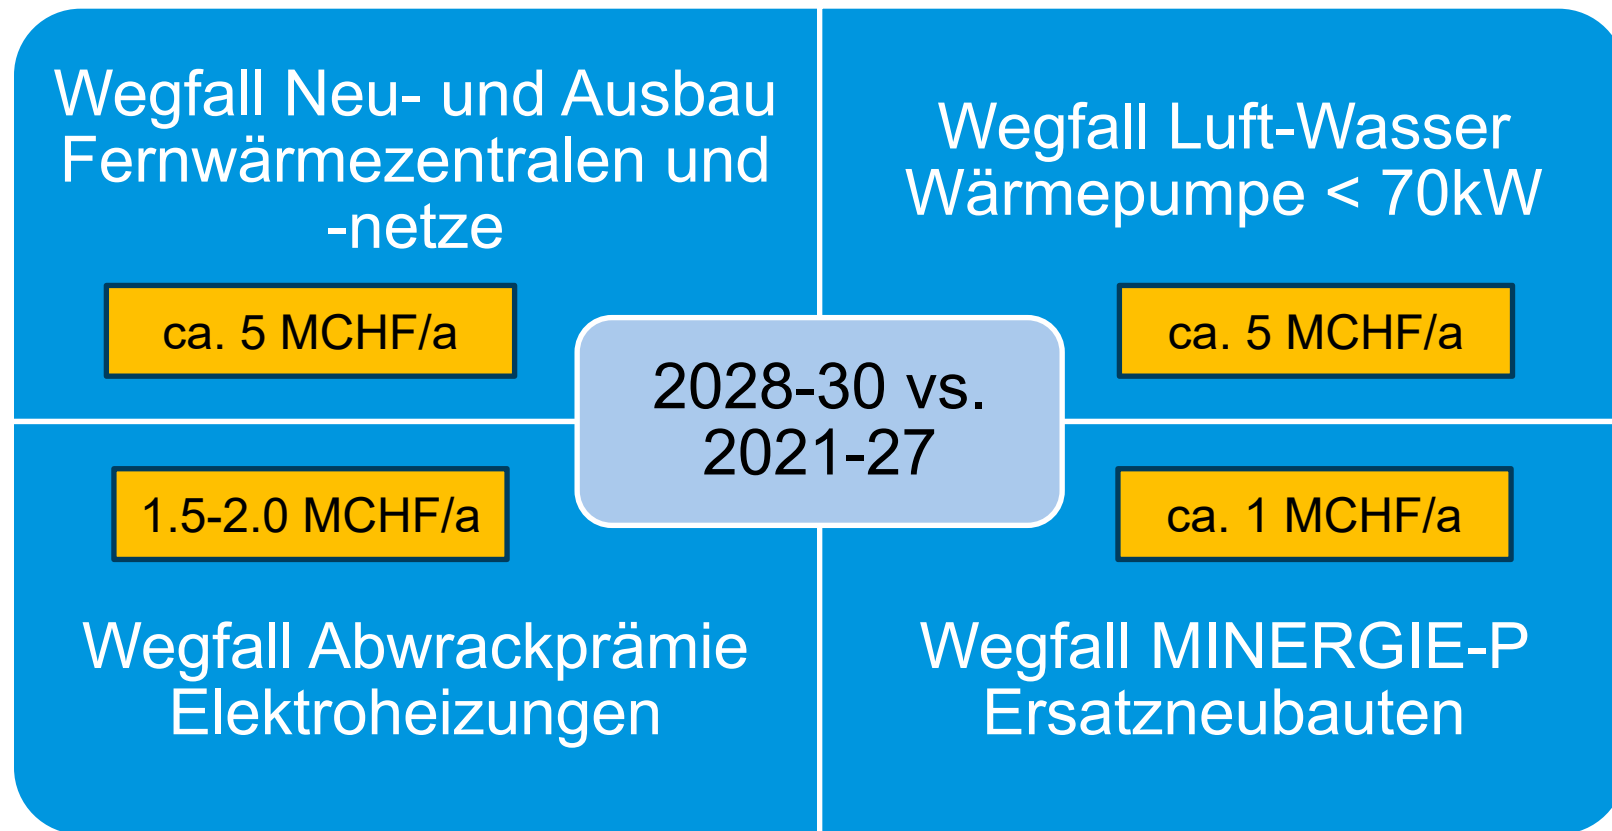 Wegfall Neu- und Ausbau
Fernwärmezentralen und
-netze
ca. 5 MCHF/a
Wegfall Luft-Wasser
Wärmepumpe < 70kW
ca. 5 MCHF/a
2028-30 vs.
2021-27
1.5-2.0 MCHF/a
Wegfall Abwrackprämie
Elektroheizungen
ca. 1 MCHF/a
Wegfall MINERGIE-P
Ersatzneubauten